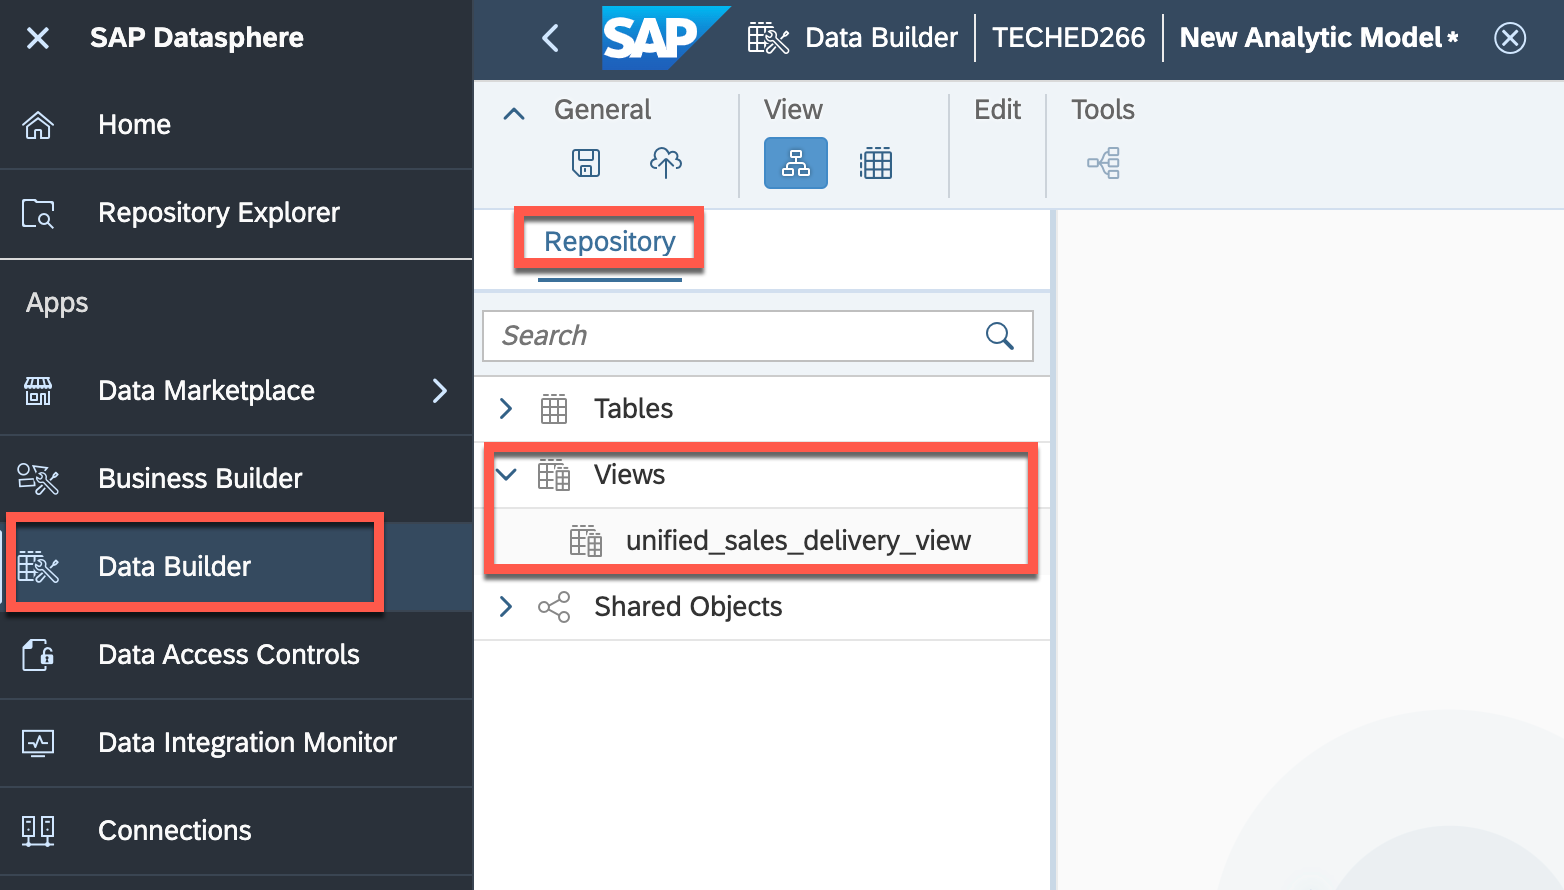 SAP Datasphere
Home
Repository Explorer
Apps
Data Marketplace
Business Builder
Data Builder
Data Access Controls
Data Integration Monitor
Connections
SAP Data Builder TECHED266 New Analytic Model*
General View Edit Tools
Repository
Search
Tables
Views
unified_sales_delivery_view
Shared Objects